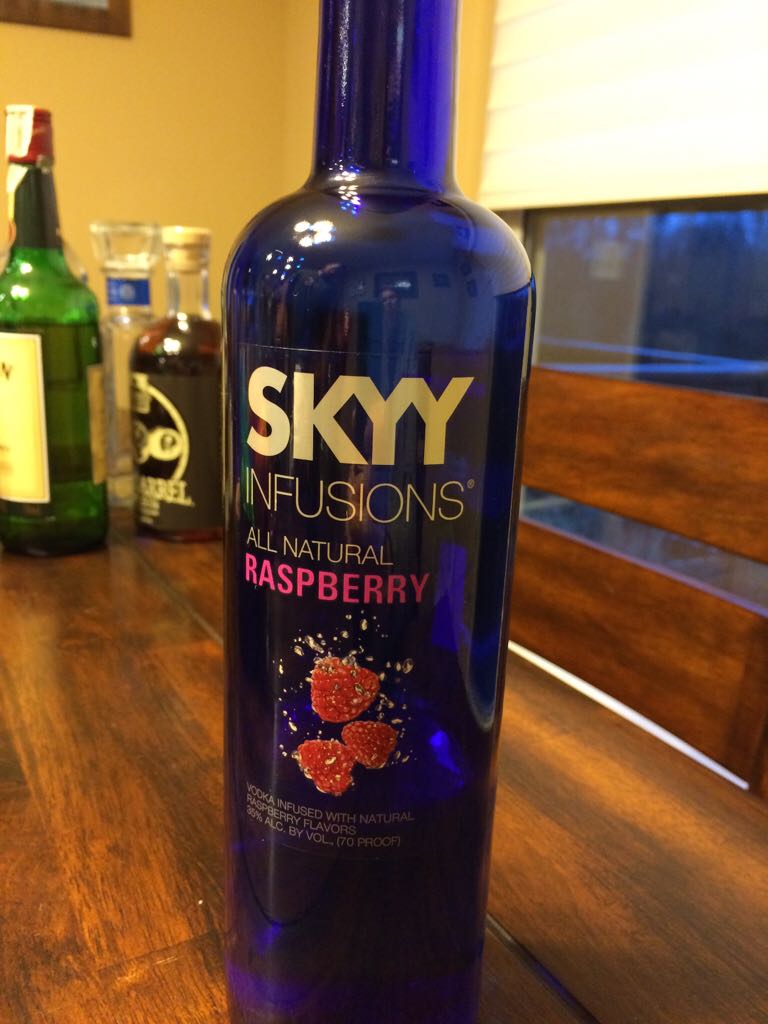 SKYY
INFUSIONS®
ALL NATURAL
RASPBERRY
VODKA INFUSED WITH NATURAL
RASPBERRY FLAVORS
35% ALC. BY VOL., (70 PROOF)